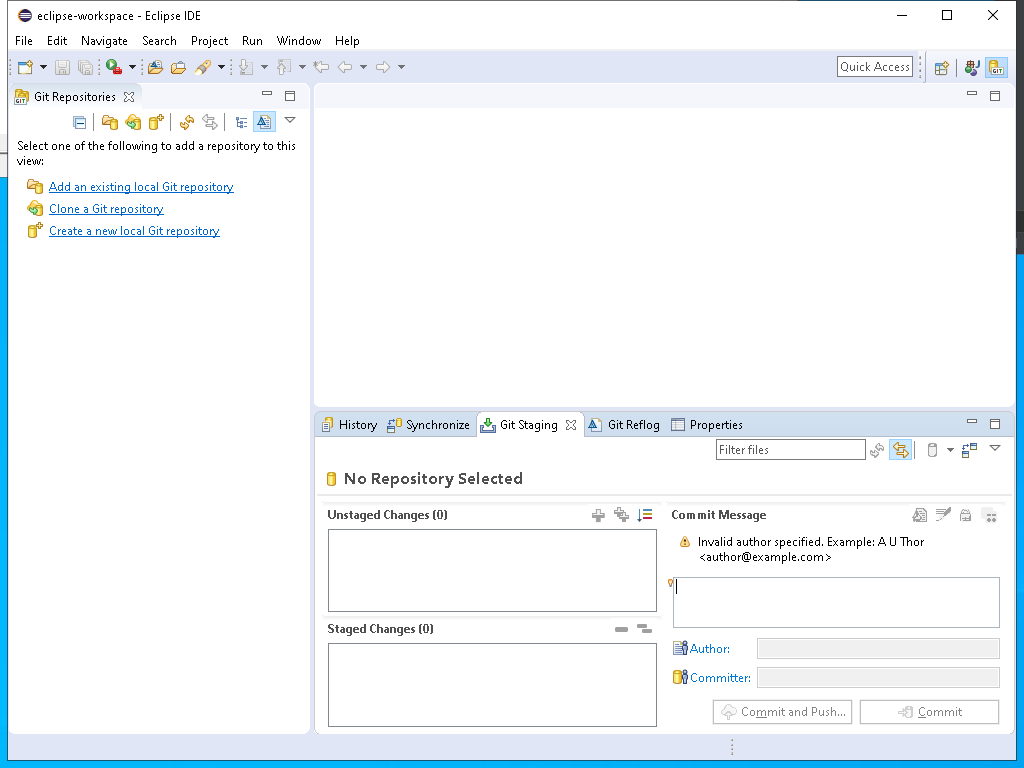 eclipse-workspace - Eclipse IDE
File Edit Navigate Search Project Run Window Help
Quick Access
GIT
GIT Git Repositories
Select one of the following to add a repository to this
view:
Add an existing local Git repository
Clone a Git repository
Create a new local Git repository
History Synchronize Git Staging Git Reflog Properties
Filter files
No Repository Selected
Unstaged Changes (0)
Commit Message
Invalid author specified. Example: A U Thor
<author@example.com>
Staged Changes (0)
Author:
Committer:
Commit and Push...
Commit